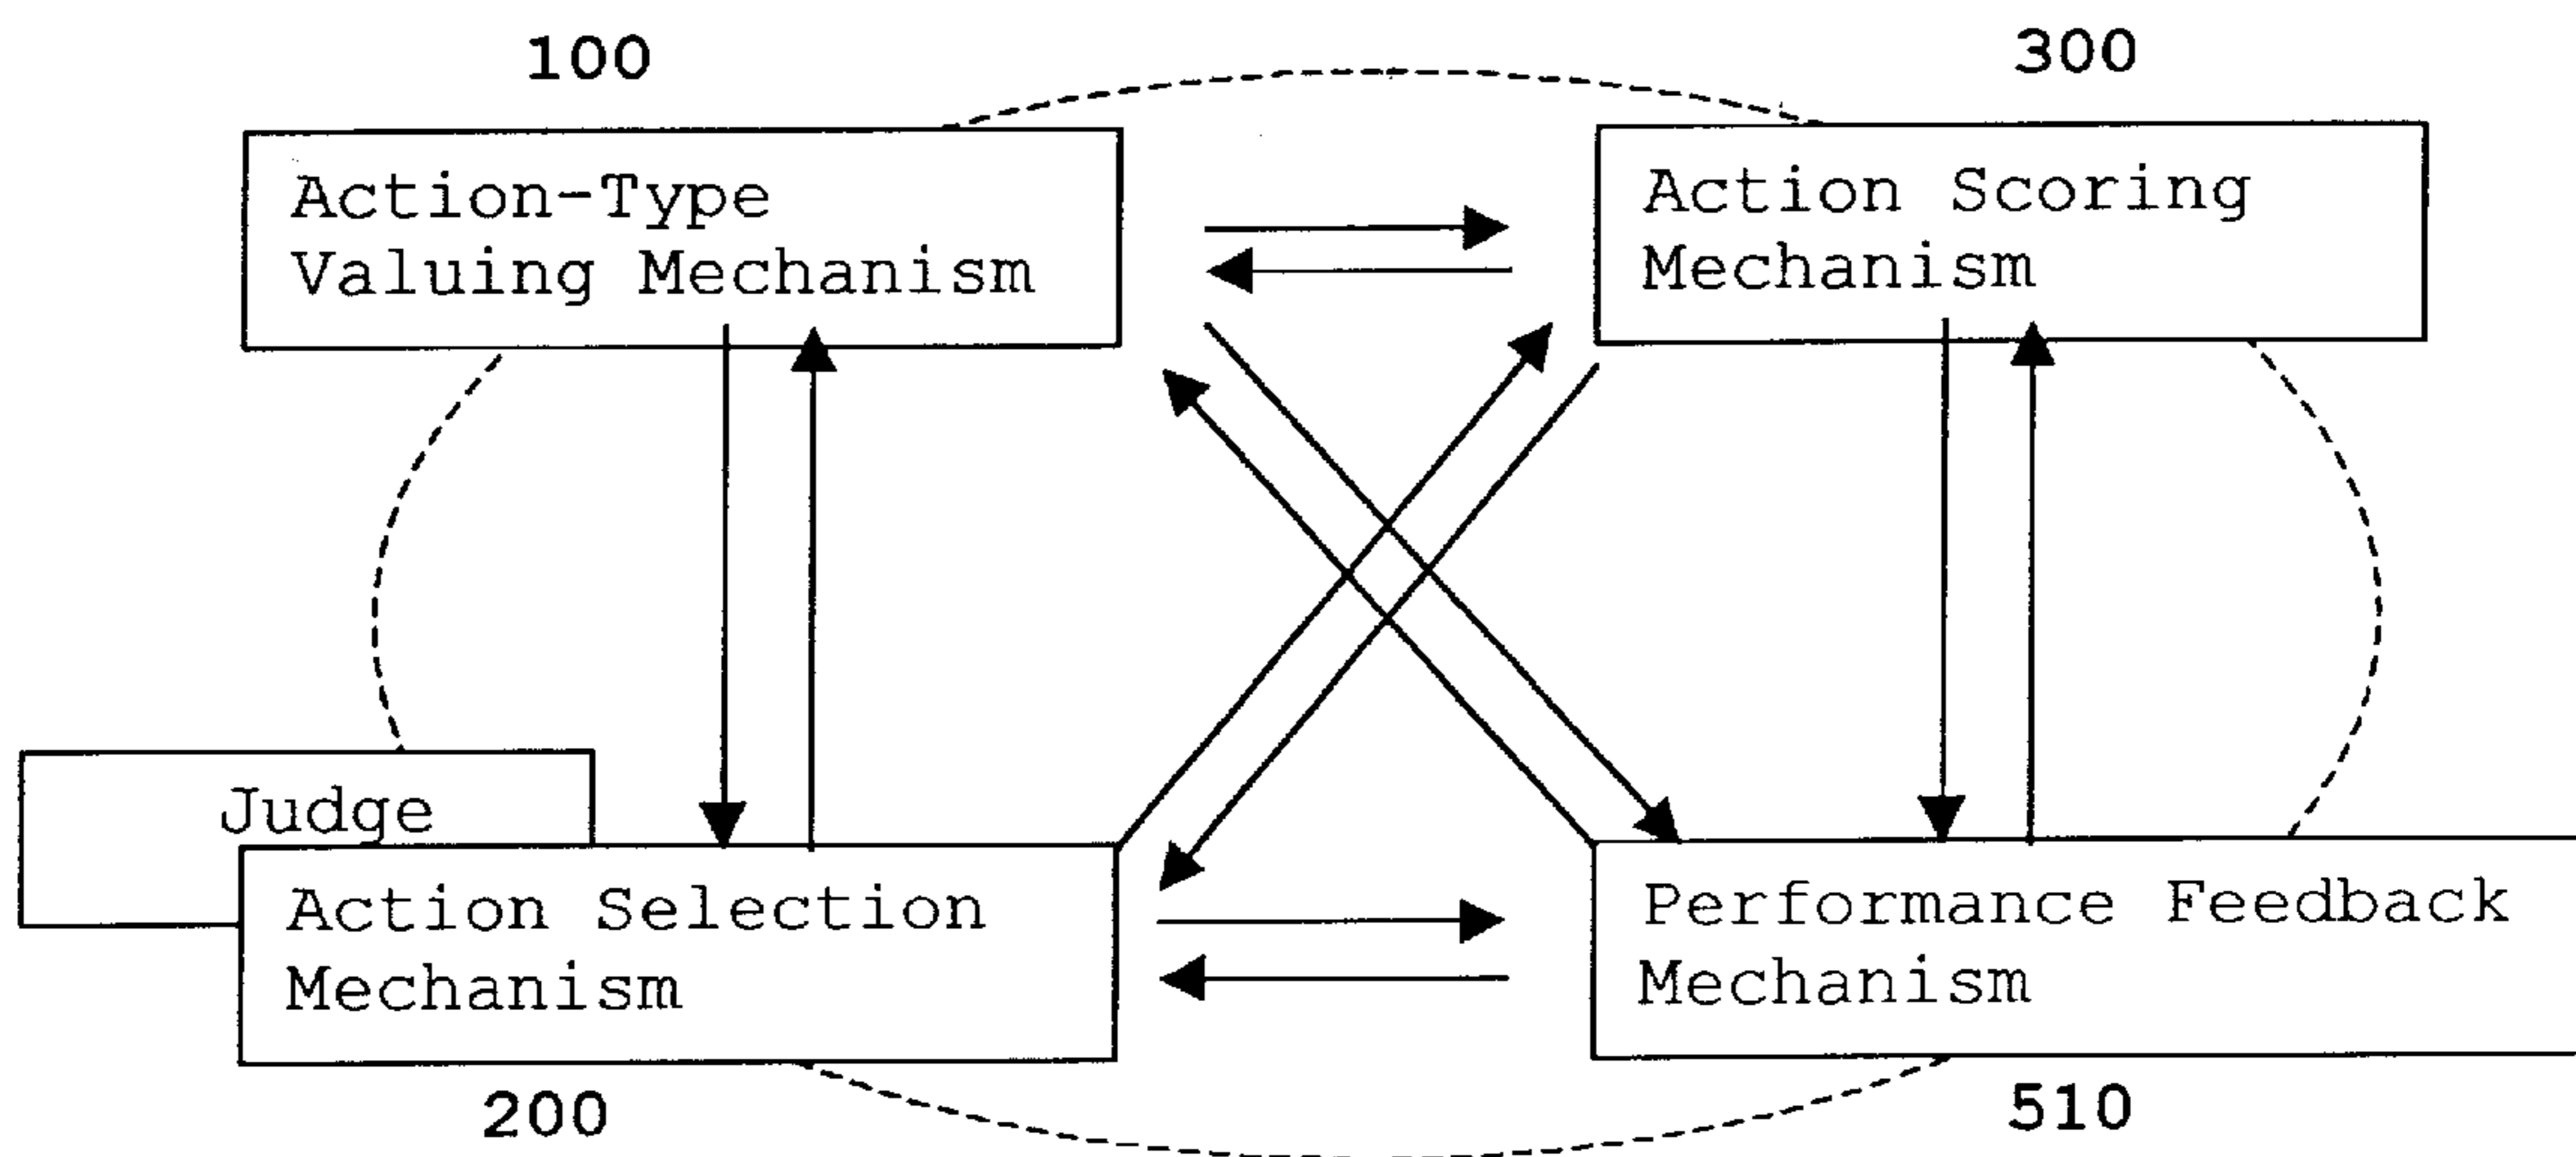 100
300
Action-Type
Valuing Mechanism
Action Scoring
Mechanism
Judge
Action Selection
Mechanism
Performance Feedback
Mechanism
200
510